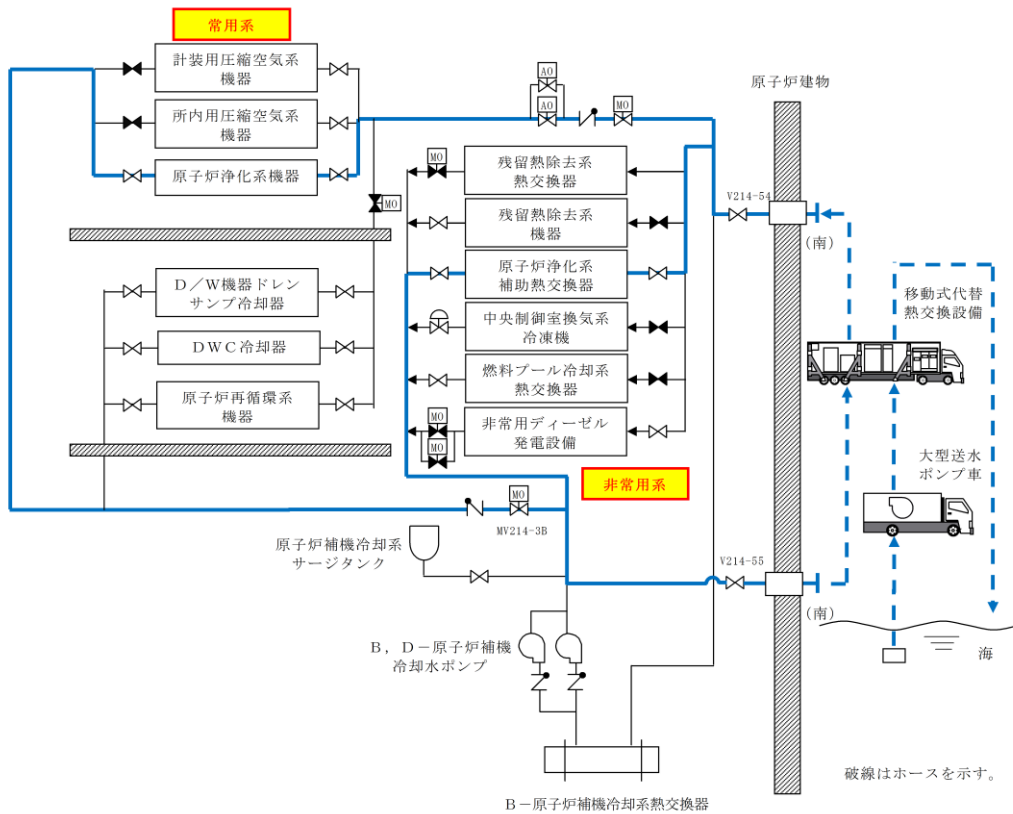 常用系
計装用圧縮空気系
機器
所内用圧縮空気系
機器
原子炉浄化系機器
MO
D/W機器ドレン
サンプ冷却器
DWC冷却器
原子炉再循環系
機器
AO
AO
MO
MO
残留熱除去系
熱交換器
残留熱除去系
機器
原子炉浄化系
補助熱交換器
中央制御室換気系
冷凍機
燃料プール冷却系
熱交換器
MO
MO
非常用ディーゼル
発電設備
非常用系
MO
MV214-3B
原子炉補機冷却系
サージタンク
B,D-原子炉補機
冷却水ポンプ
B-原子炉補機冷却系熱交換器
原子炉建物
V214-54
(南)
移動式代替
熱交換設備
大型送水
ポンプ車
V214-55
(南)
海
破線はホースを示す。